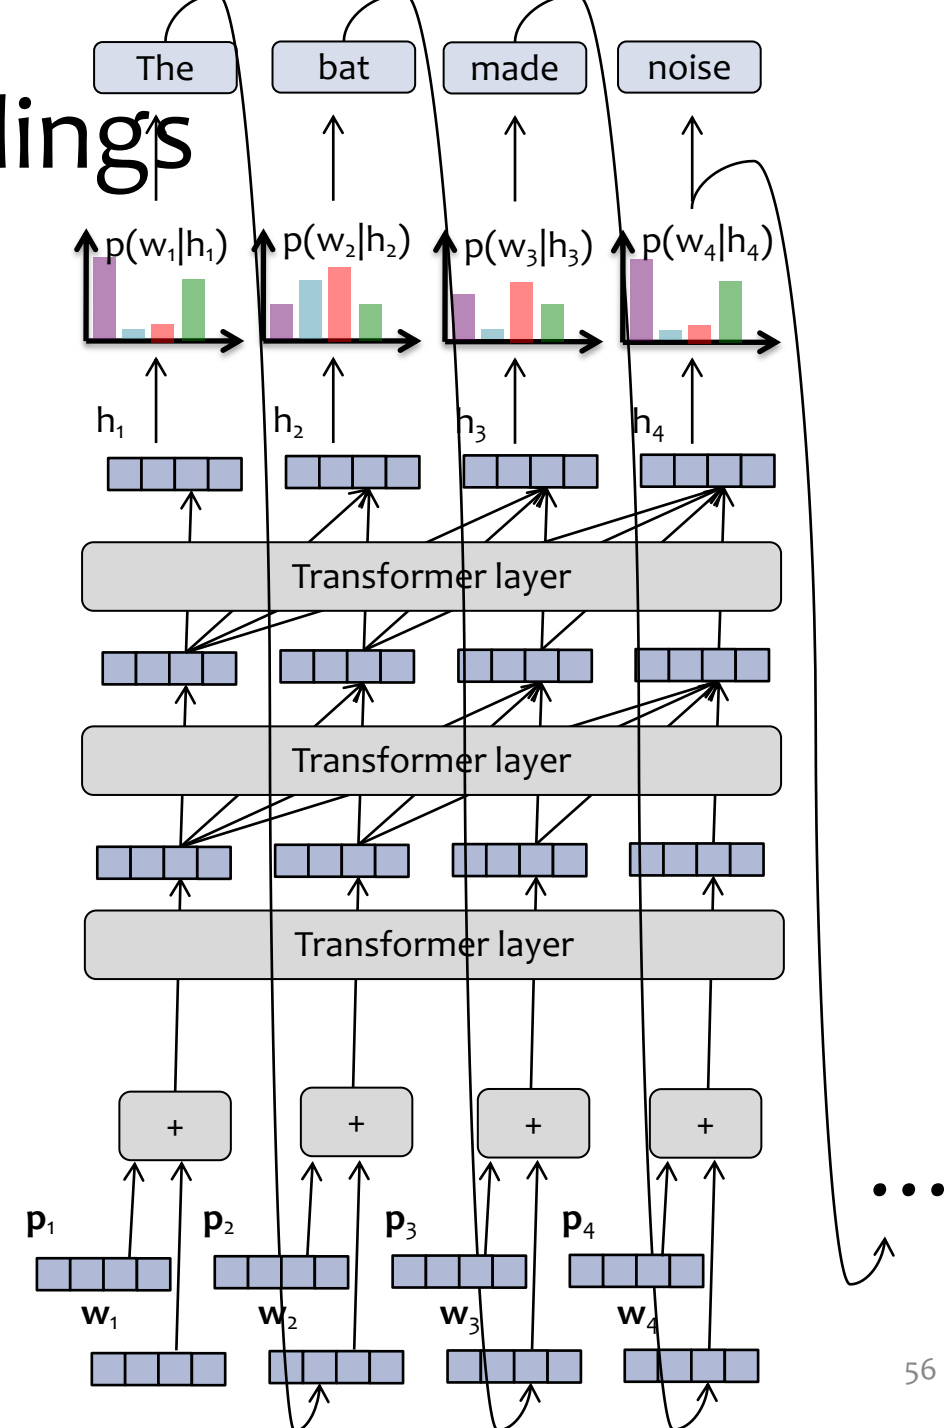 The bat made noise
lings
p(w₁|h₁) p(w₂|h₂) p(w₃|h₃) p(w₄|h₄)
h₁ h₂ h₃ h₄
Transformer layer
Transformer layer
Transformer layer
+ + + +
...
p₁ p₂ p₃ p₄
w₁ w₂ w₃ w₄
56